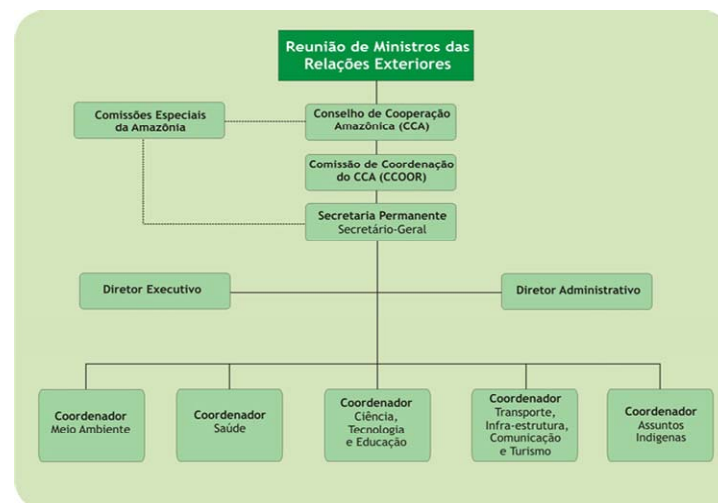 Reunião de Ministros das
Relações Exteriores
Comissões Especiais
da Amazônia
Conselho de Cooperação
Amazônica (CCA)
Comissão de Coordenação
do CCA (CCOOR)
Secretaria Permanente
Secretário-Geral
Diretor Executivo
Diretor Administrativo
Coordenador
Meio Ambiente
Coordenador
Saúde
Coordenador
Ciência,
Tecnologia
e Educação
Coordenador
Transporte,
Infra-estrutura,
Comunicação
e Turismo
Coordenador
Assuntos
Indigenas